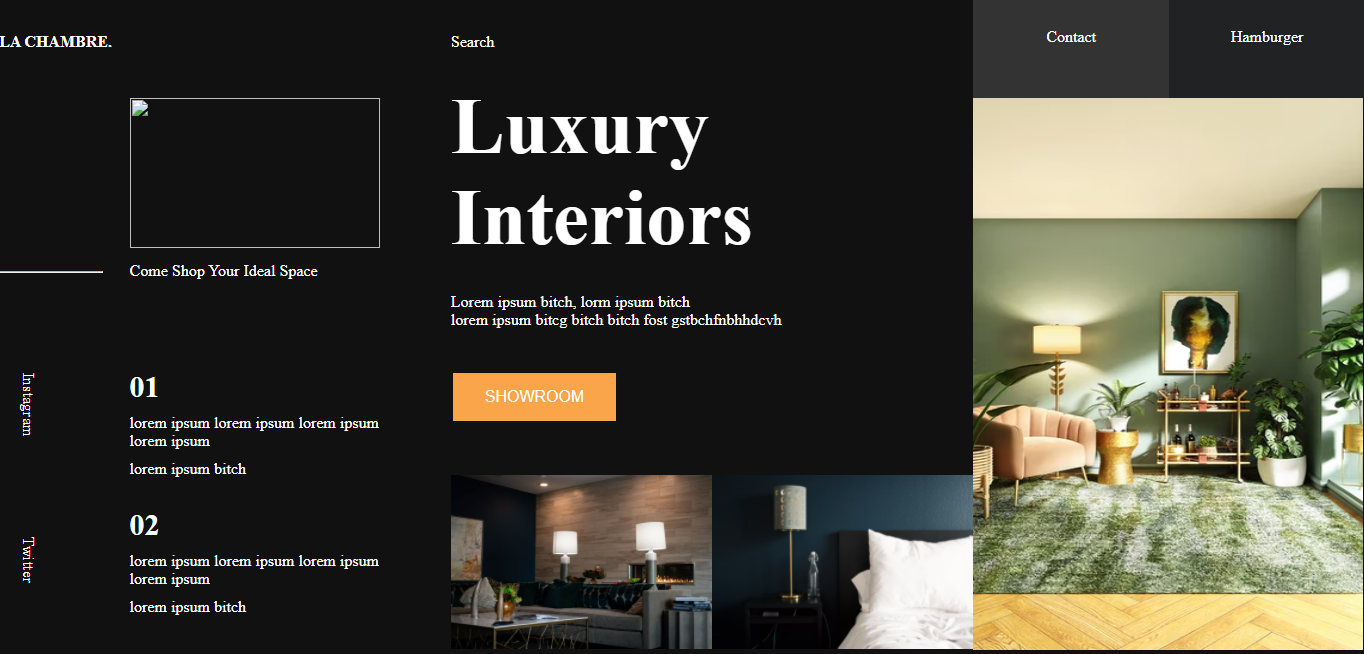 LA CHAMBRE.
Search
Contact
Hamburger
Luxury
Interiors
Come Shop Your Ideal Space
Lorem ipsum bitch, lorm ipsum bitch
lorem ipsum bitcg bitch bitch fost gstbchfnbhhdcvh
SHOWROOM
Instagram
Twitter
01
lorem ipsum lorem ipsum lorem ipsum
lorem ipsum
lorem ipsum bitch
02
lorem ipsum lorem ipsum lorem ipsum
lorem ipsum
lorem ipsum bitch